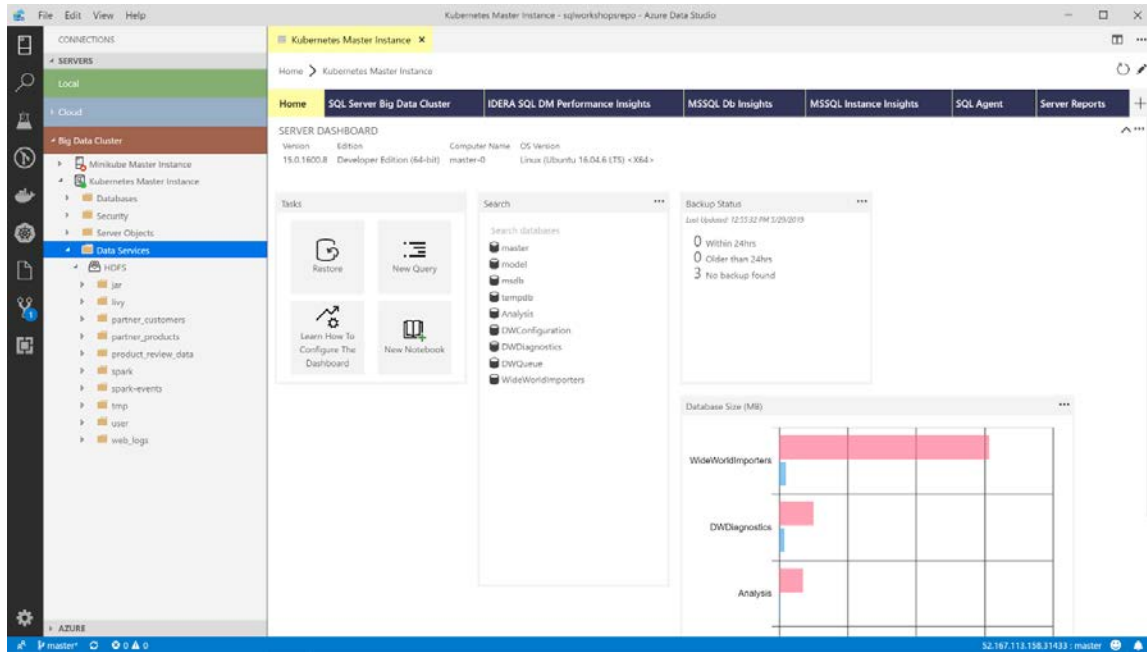 File Edit View Help
Kubernetes Master Instance - sqlworkshopsrepo - Azure Data Studio
CONNECTIONS
SERVERS
Local
Cloud
Big Data Cluster
Minikube Master Instance
Kubernetes Master Instance
Databases
Security
Server Objects
Data Services
HDFS
jar
livy
partner_customers
partner_products
product_review_data
spark
spark-events
tmp
user
web_logs
AZURE
Kubernetes Master Instance
Home Kubernetes Master Instance
Home SQL Server Big Data Cluster IDERA SQL DM Performance Insights MSSQL Db Insights MSSQL Instance Insights SQL Agent Server Reports
SERVER DASHBOARD
Version Edition Computer Name OS Version
15.0.1600.8 Developer Edition (64-bit) master-0 Linux (Ubuntu 16.04.6 LTS) <X64>
Tasks
Restore
New Query
Learn How To
Configure The
Dashboard
New Notebook
Search
Search databases
master
model
msdb
tempdb
Analysis
DWConfiguration
DWDiagnostics
DWQueue
WideWorldImporters
Backup Status
Last Updated: 12:55:32 PM 5/29/2019
0 Within 24hrs
0 Older than 24hrs
3 No backup found
Database Size (MB)
WideWorldImporters
DWDiagnostics
Analysis
1
master* 0 0
52.167.113.158.31433 : master